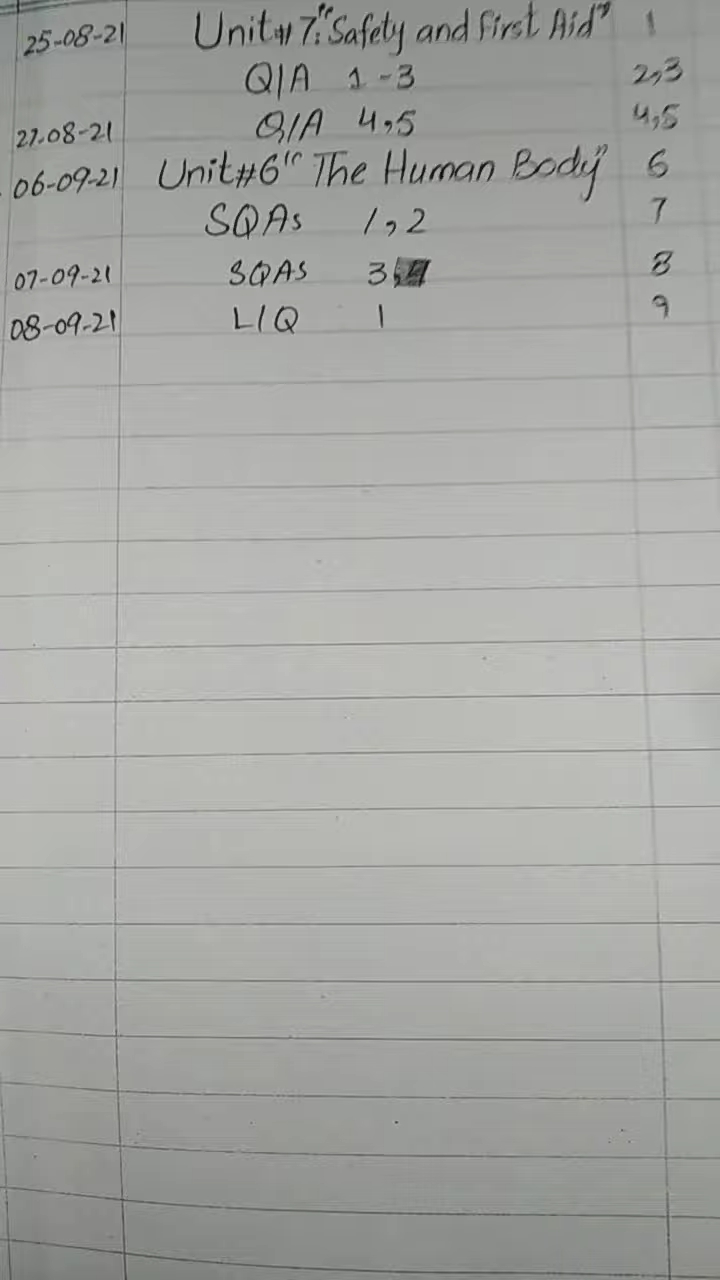 25-08-21 Unit#7:"Safety and First Aid" 1
Q/A 1-3 2,3
27-08-21 Q/A 4,5 4,5
06-09-21 Unit#6 "The Human Body" 6
SQAs 1,2 7
07-09-21 SQAS 3 8
08-09-21 L/Q 1 9